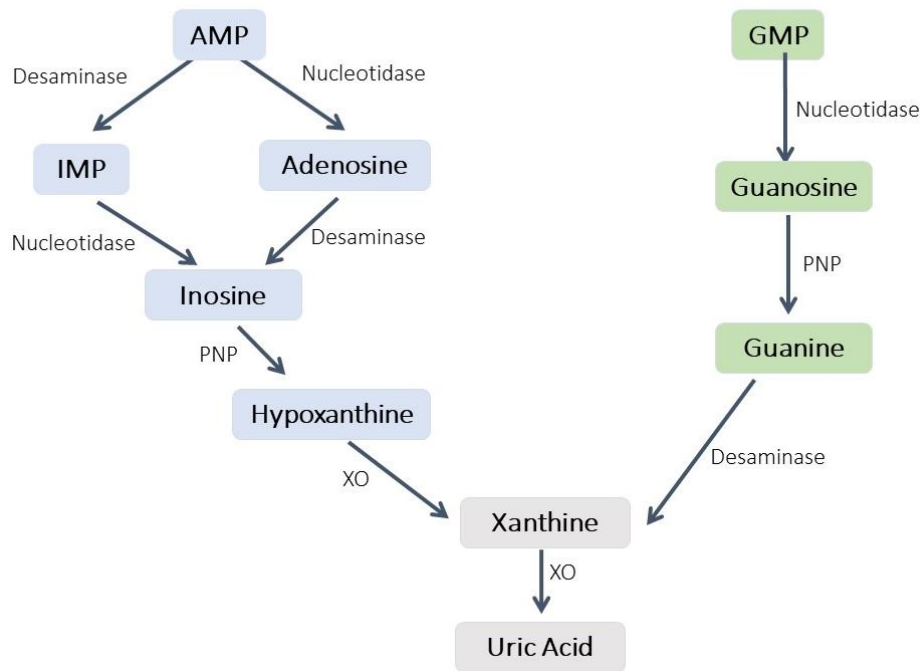 AMP
GMP
Desaminase
Nucleotidase
Nucleotidase
IMP
Adenosine
Guanosine
Nucleotidase
Desaminase
PNP
Inosine
PNP
Guanine
Hypoxanthine
Desaminase
XO
Xanthine
XO
Uric Acid